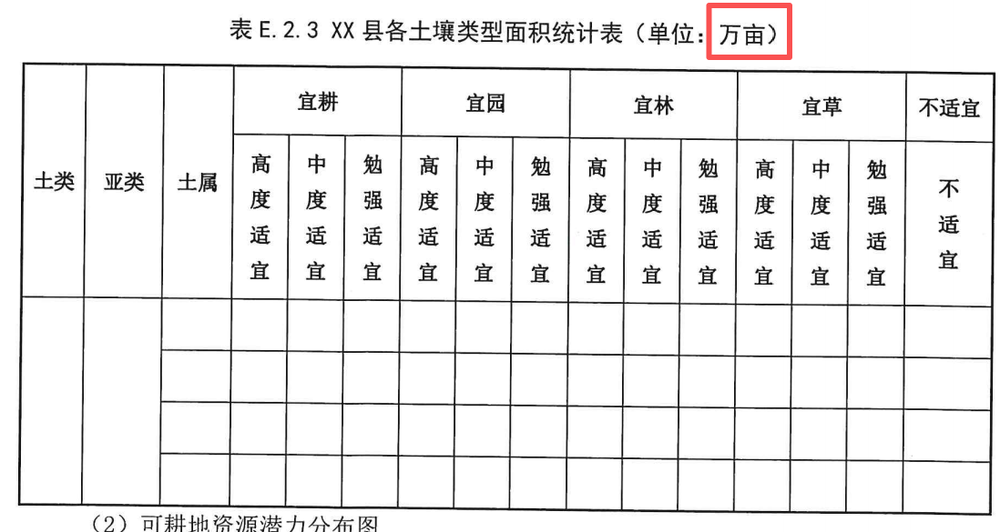 表 E.2.3 XX 县各土壤类型面积统计表（单位：万亩）
土类 亚类 土属 宜耕 宜园 宜林 宜草 不适宜
高度适宜 中度适宜 勉强适宜 高度适宜 中度适宜 勉强适宜 高度适宜 中度适宜 勉强适宜 高度适宜 中度适宜 勉强适宜 不适宜
（2）可耕地资源潜力分布图